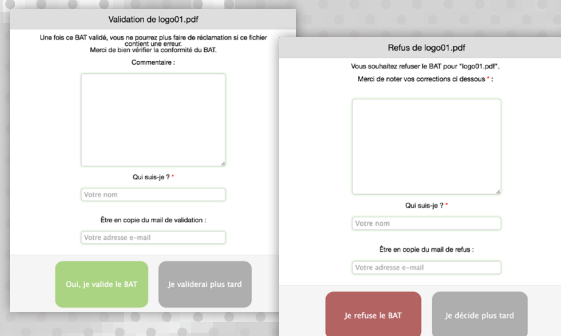 Validation de logo01.pdf
Une fois ce BAT validé, vous ne pourrez plus faire de réclamation si ce fichier
contient une erreur.
Merci de bien vérifier la conformité du BAT.
Commentaire :
Qui suis-je ? *
Votre nom
Être en copie du mail de validation :
Votre adresse e-mail
Oui, je valide le BAT
Je validerai plus tard
Refus de logo01.pdf
Vous souhaitez refuser le BAT pour "logo01.pdf".
Merci de noter vos corrections ci dessous * :
Qui suis-je ? *
Votre nom
Être en copie du mail de refus :
Votre adresse e-mail
Je refuse le BAT
Je décide plus tard